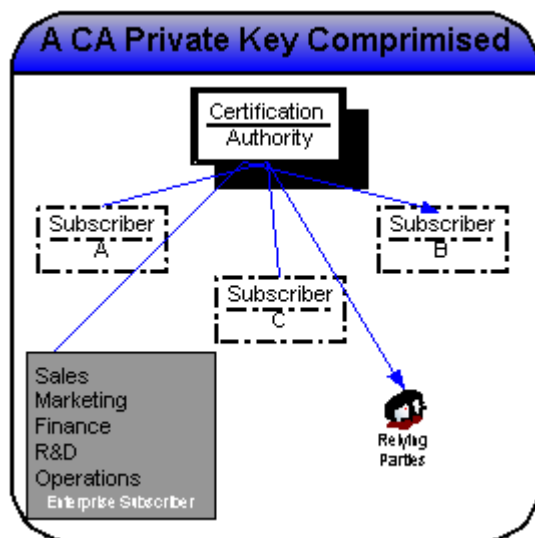 A CA Private Key Comprimised
Certification
Authority
Subscriber
A
Subscriber
B
Subscriber
C
Sales
Marketing
Finance
R&D
Operations
Enterprise Subscriber
Relying
Parties